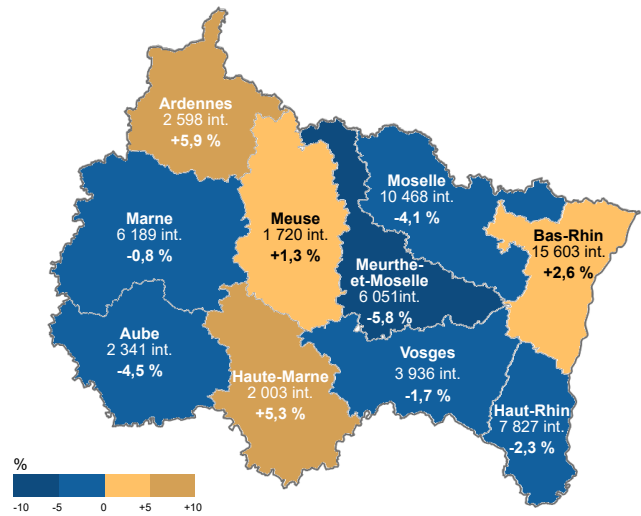 Ardennes
2 598 int.
+5,9 %
Moselle
10 468 int.
-4,1 %
Marne
6 189 int.
-0,8 %
Meuse
1 720 int.
+1,3 %
Bas-Rhin
15 603 int.
+2,6 %
Meurthe-
et-Moselle
6 051int.
-5,8 %
Aube
2 341 int.
-4,5 %
Vosges
3 936 int.
-1,7 %
Haute-Marne
2 003 int.
+5,3 %
Haut-Rhin
7 827 int.
-2,3 %
%
-10 -5 0 +5 +10